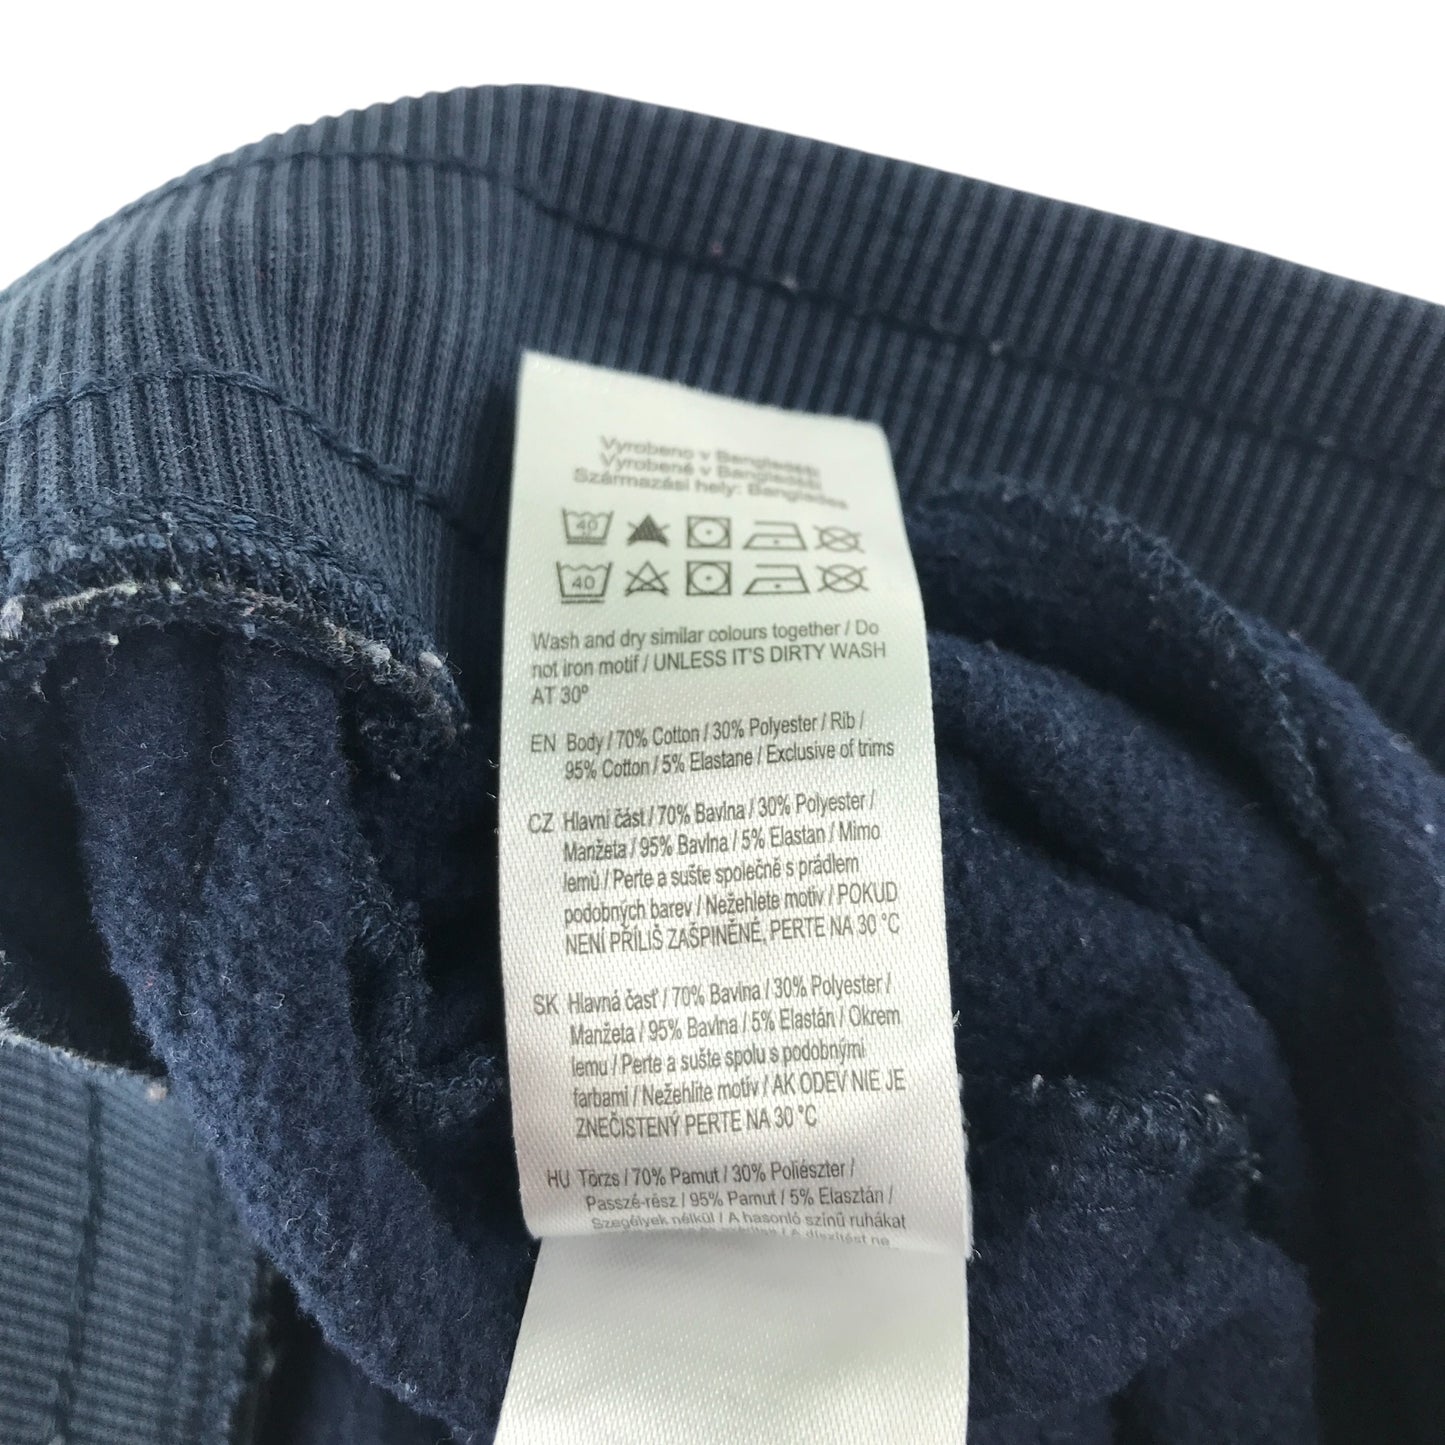 Vyrobeno v Bangladéši
Vyrobené v Bangladéši
Származási hely: Banglades
40
40
Wash and dry similar colours together / Do
not iron motif / UNLESS IT'S DIRTY WASH
AT 30º
EN Body / 70% Cotton / 30% Polyester / Rib /
95% Cotton / 5% Elastane / Exclusive of trims
CZ Hlavní část / 70% Bavlna / 30% Polyester /
Manžeta / 95% Bavlna / 5% Elastan / Mimo
lemů / Perte a sušte společně s prádlem
podobných barev / Nežehlete motiv / POKUD
NENÍ PŘÍLIŠ ZAŠPINĚNÉ, PERTE NA 30 °C
SK Hlavná časť / 70% Bavlna / 30% Polyester /
Manžeta / 95% Bavlna / 5% Elastán / Okrem
lemu / Perte a sušte spolu s podobnými
farbami / Nežehlite motív / AK ODEV NIE JE
ZNEČISTENÝ PERTE NA 30 °C
HU Törzs / 70% Pamut / 30% Poliészter /
Passzé-rész / 95% Pamut / 5% Elasztán /
Szegélyek nélkül / A hasonló színű ruhákat
/ A díszítést ne